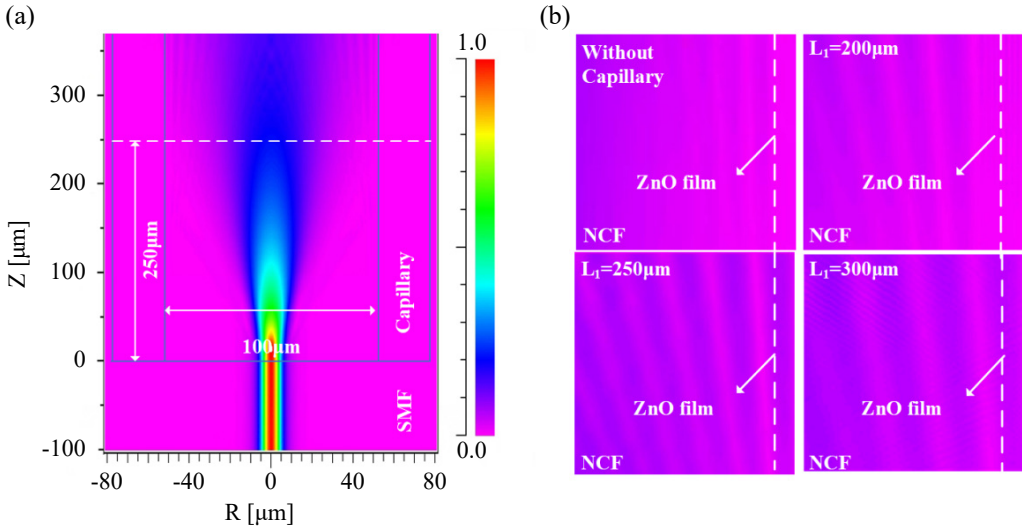 (a)
1.0
300
200
100
0
-100
Z [μm]
250μm
100μm
Capillary
SMF
0.0
-80
-40
0
40
80
R [μm]
(b)
Without
Capillary
ZnO film
NCF
L₁=200μm
ZnO film
NCF
L₁=250μm
ZnO film
NCF
L₁=300μm
ZnO film
NCF